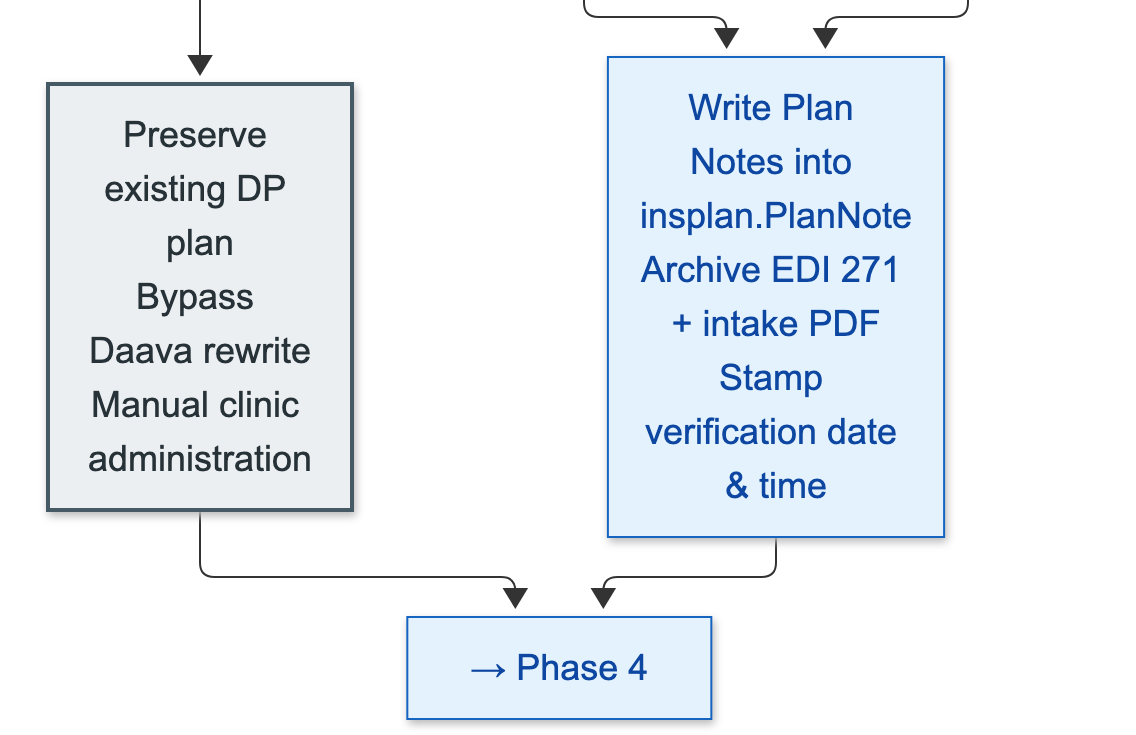 Preserve
existing DP
plan
Bypass
Daava rewrite
Manual clinic
administration
Write Plan
Notes into
insplan.PlanNote
Archive EDI 271
+ intake PDF
Stamp
verification date
& time
→ Phase 4